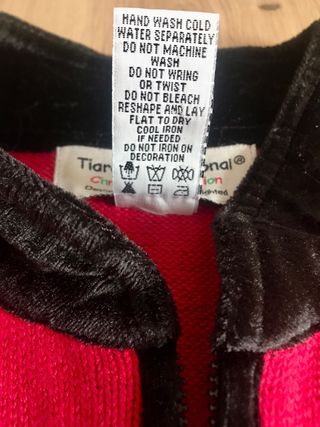 HAND WASH COLD
WATER SEPARATELY
DO NOT MACHINE
WASH
DO NOT WRING
OR TWIST
DO NOT BLEACH
RESHAPE AND LAY
FLAT TO DRY
COOL IRON
IF NEEDED
DO NOT IRON ON
DECORATION